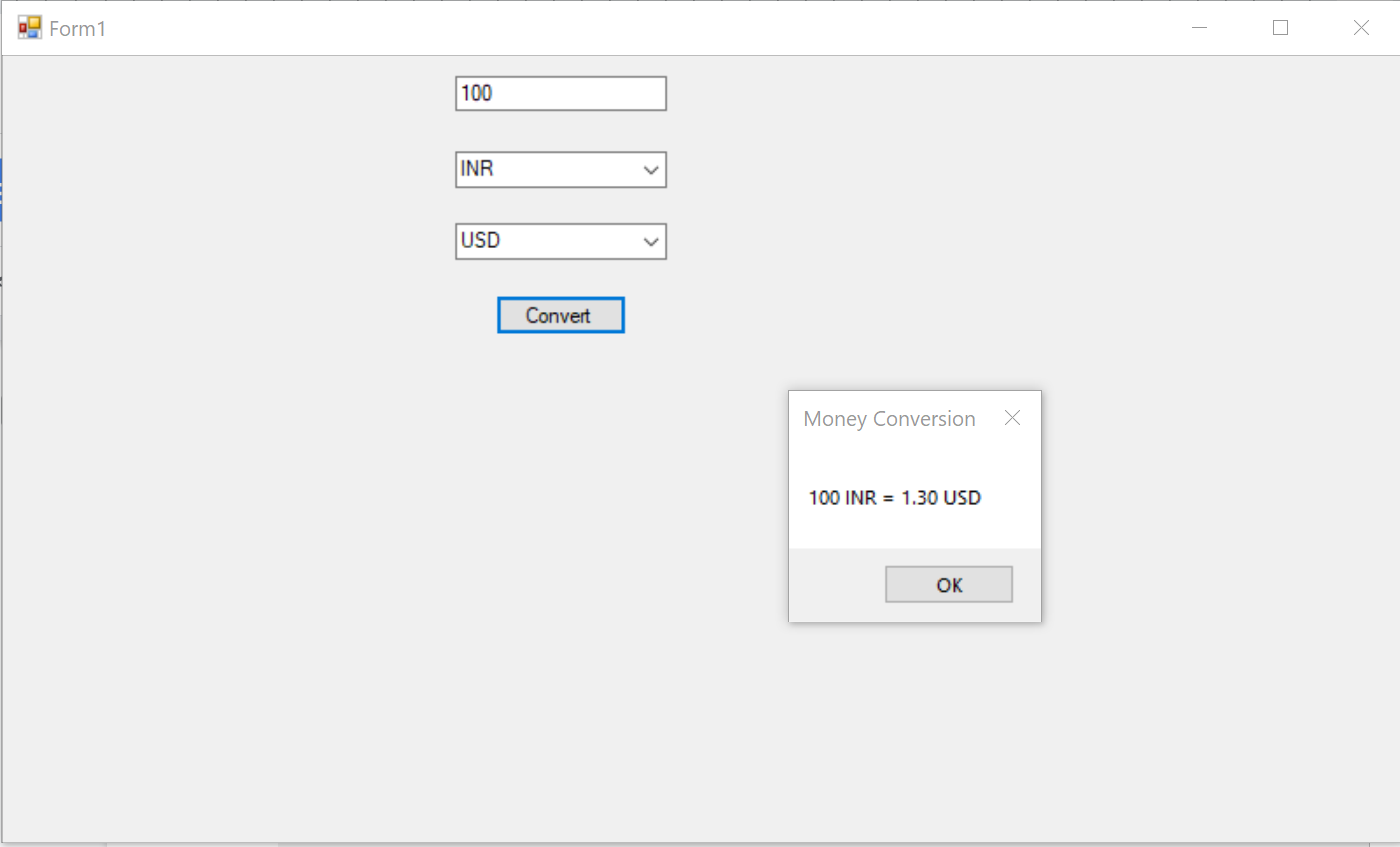 Form1
100
INR
USD
Convert
Money Conversion
100 INR = 1.30 USD
OK